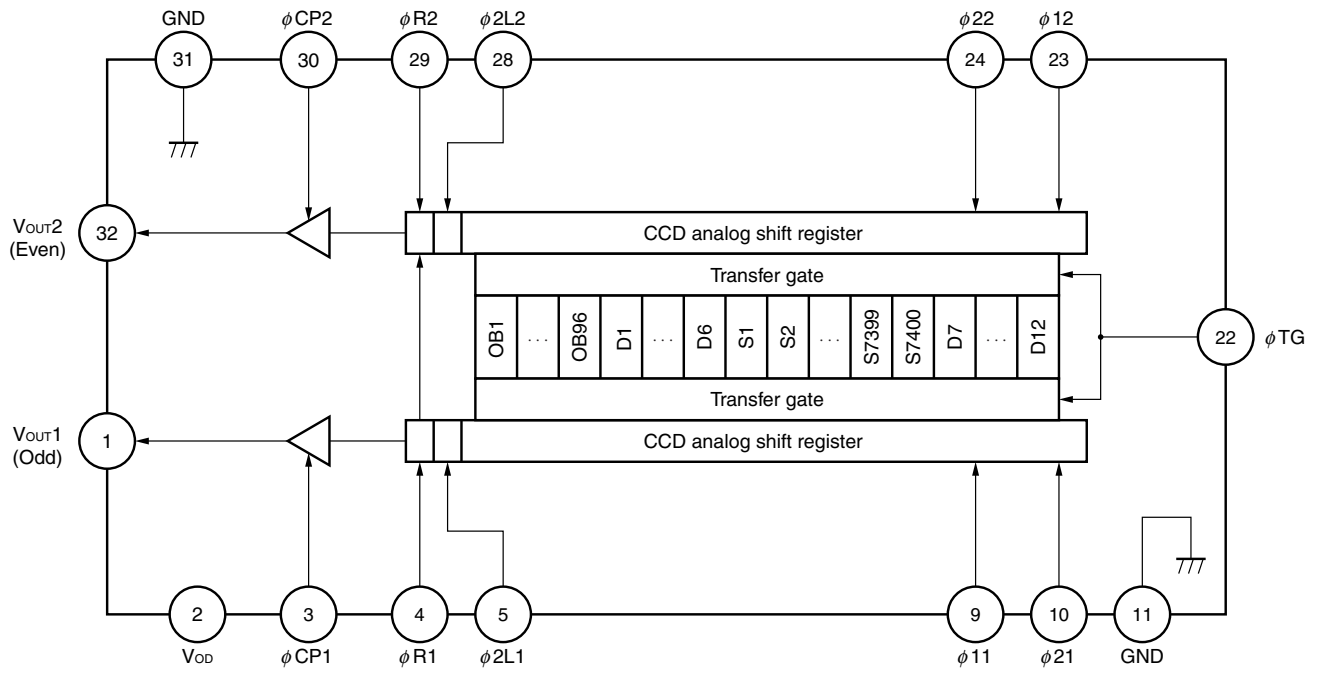 GND
ϕCP2
ϕR2
ϕ2L2
ϕ22
ϕ12
31
30
29
28
24
23
VOUT2
(Even)
32
CCD analog shift register
Transfer gate
OB1
...
OB96
D1
...
D6
S1
S2
...
S7399
S7400
D7
...
D12
22
ϕTG
Transfer gate
VOUT1
(Odd)
1
CCD analog shift register
2
3
4
5
9
10
11
VOD
ϕCP1
ϕR1
ϕ2L1
ϕ11
ϕ21
GND